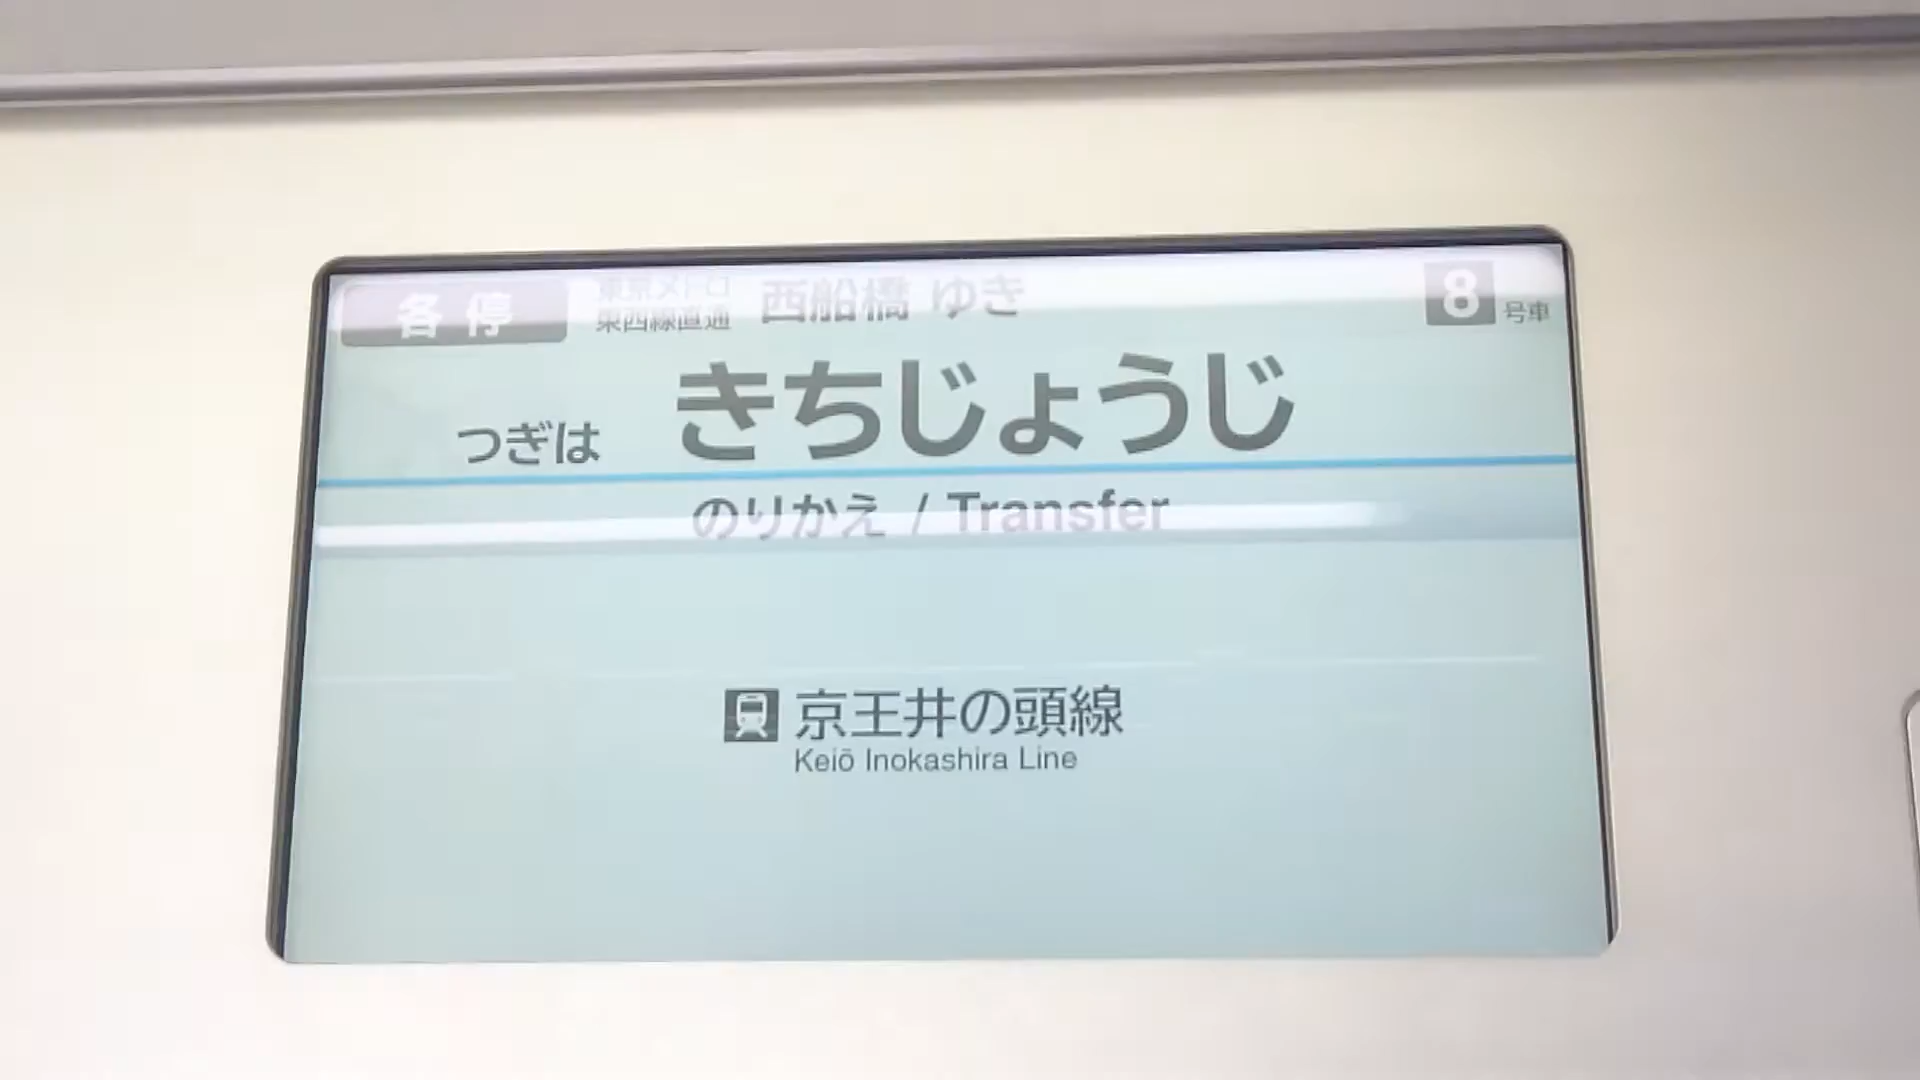 各停 東京メトロ 東西線直通 西船橋 ゆき 8 号車
つぎは きちじょうじ
のりかえ / Transfer
京王井の頭線
Keiō Inokashira Line